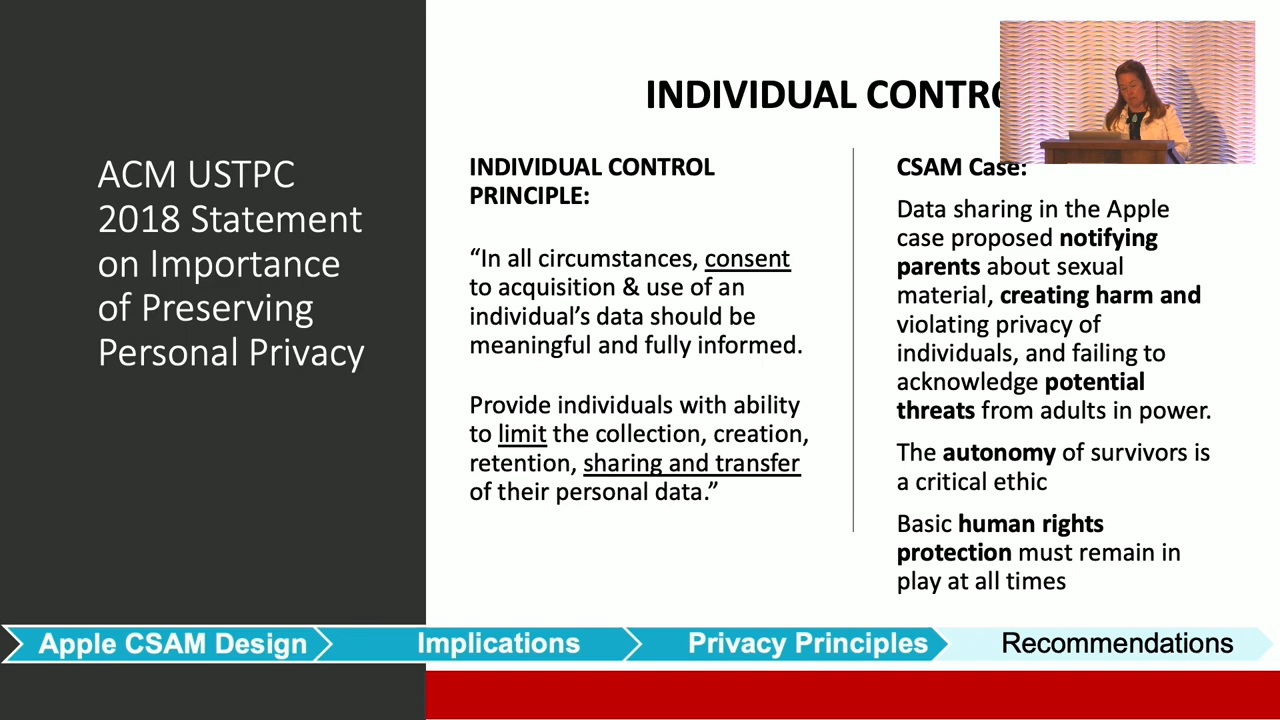 ACM USTPC
2018 Statement
on Importance
of Preserving
Personal Privacy
INDIVIDUAL
INDIVIDUAL CONTROL
PRINCIPLE:
“In all circumstances, consent
to acquisition & use of an
individual’s data should be
meaningful and fully informed.
Provide individuals with ability
to limit the collection, creation,
retention, sharing and transfer
of their personal data.”
CSAM Case:
Data sharing in the Apple
case proposed notifying
parents about sexual
material, creating harm and
violating privacy of
individuals, and failing to
acknowledge potential
threats from adults in power.
The autonomy of survivors is
a critical ethic
Basic human rights
protection must remain in
play at all times
Apple CSAM Design
Implications
Privacy Principles
Recommendations